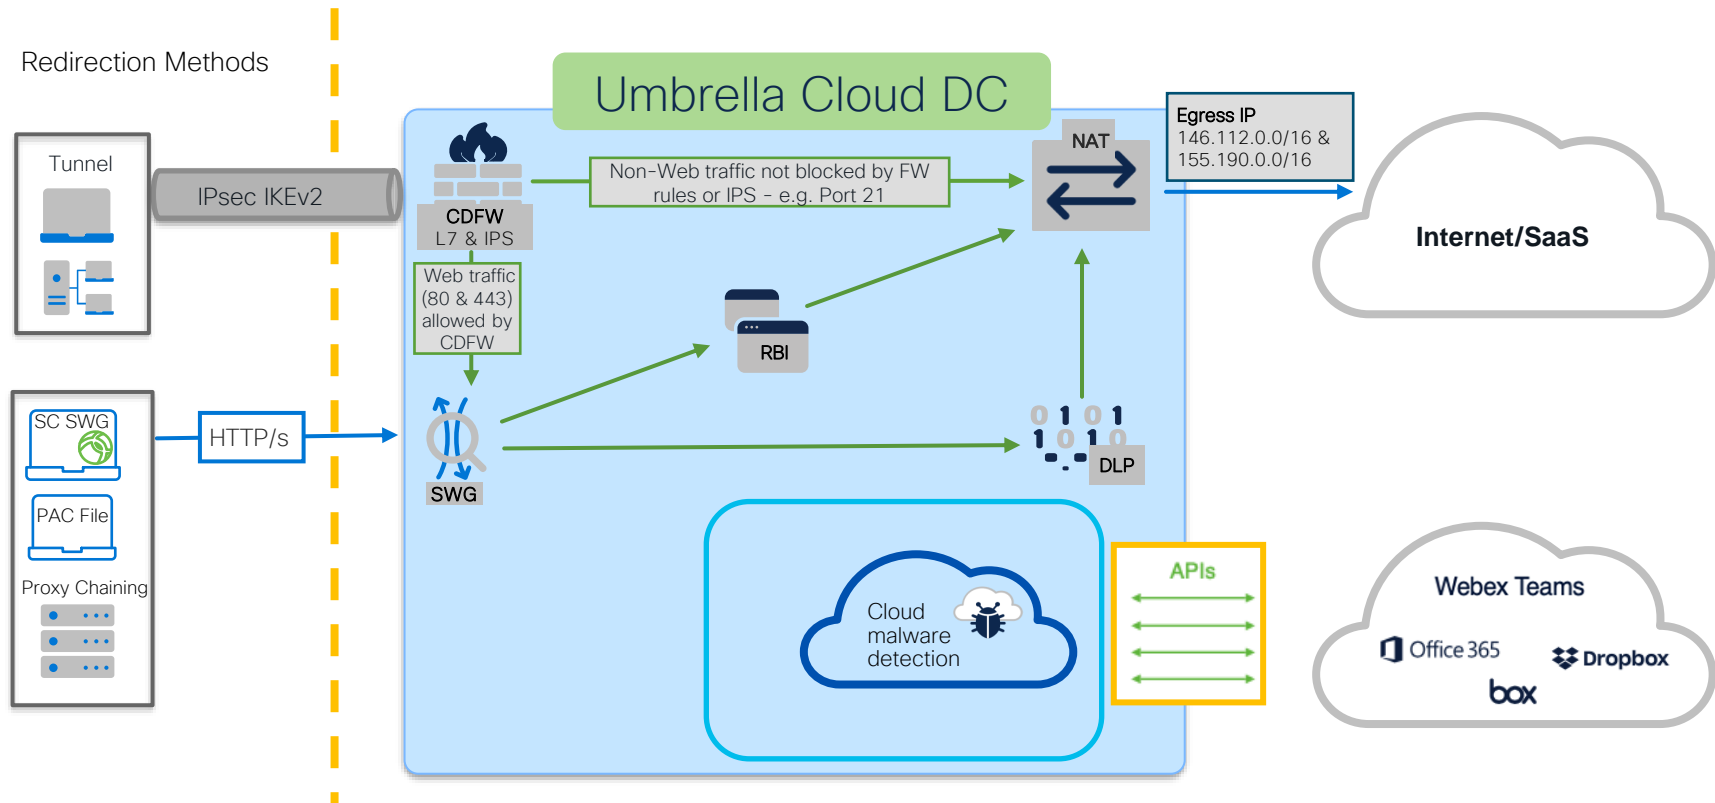 Redirection Methods
Umbrella Cloud DC
Tunnel
IPsec IKEv2
CDFW
L7 & IPS
Non-Web traffic not blocked by FW
rules or IPS - e.g. Port 21
NAT
Egress IP
146.112.0.0/16 &
155.190.0.0/16
Internet/SaaS
Web traffic
(80 & 443)
allowed by
CDFW
RBI
SC SWG
HTTP/s
SWG
0 1 0 1
1 0 1 0
DLP
PAC File
Proxy Chaining
Cloud
malware
detection
APIs
Webex Teams
Office 365
Dropbox
box